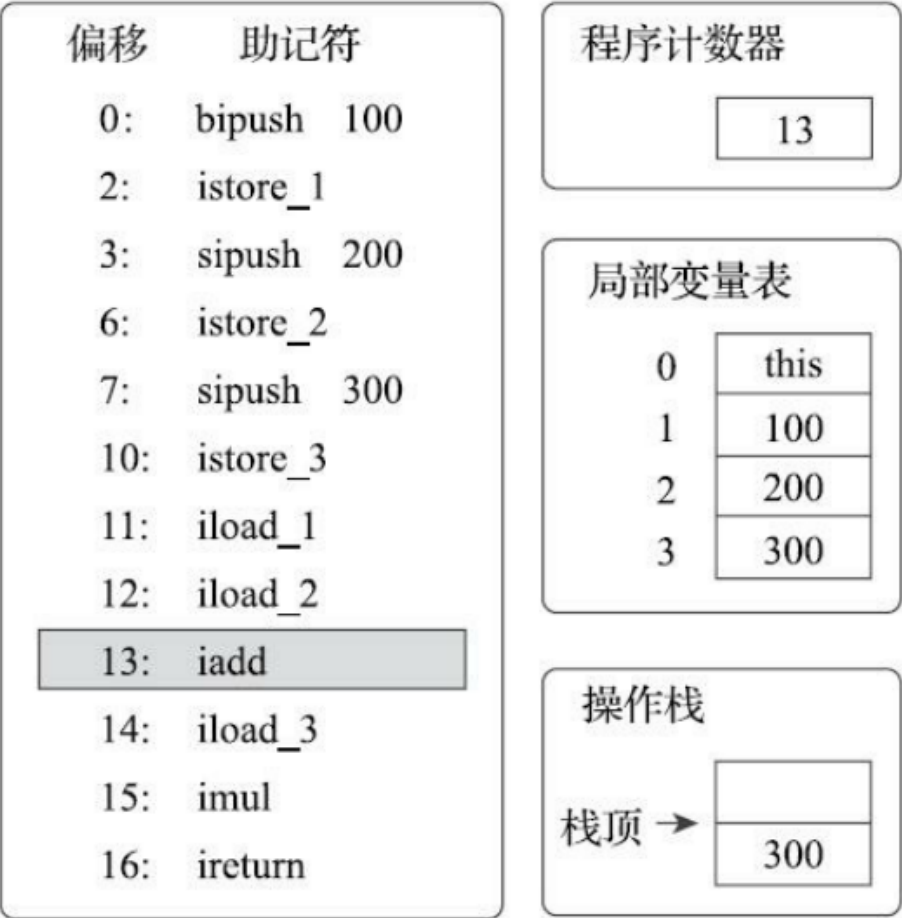 偏移 助记符
0: bipush 100
2: istore_1
3: sipush 200
6: istore_2
7: sipush 300
10: istore_3
11: iload_1
12: iload_2
13: iadd
14: iload_3
15: imul
16: ireturn
程序计数器
13
局部变量表
0 this
1 100
2 200
3 300
操作栈
栈顶
300